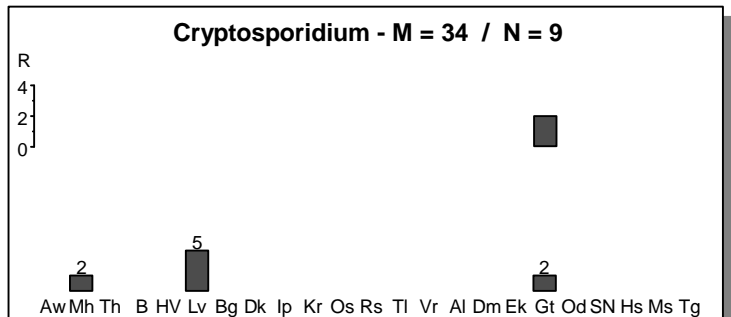 Cryptosporidium - M = 34 / N = 9
R
4
2
0
5
2 2
Aw Mh Th B HV Lv Bg Dk Ip Kr Os Rs Tl Vr Al Dm Ek Gt Od SN Hs Ms Tg